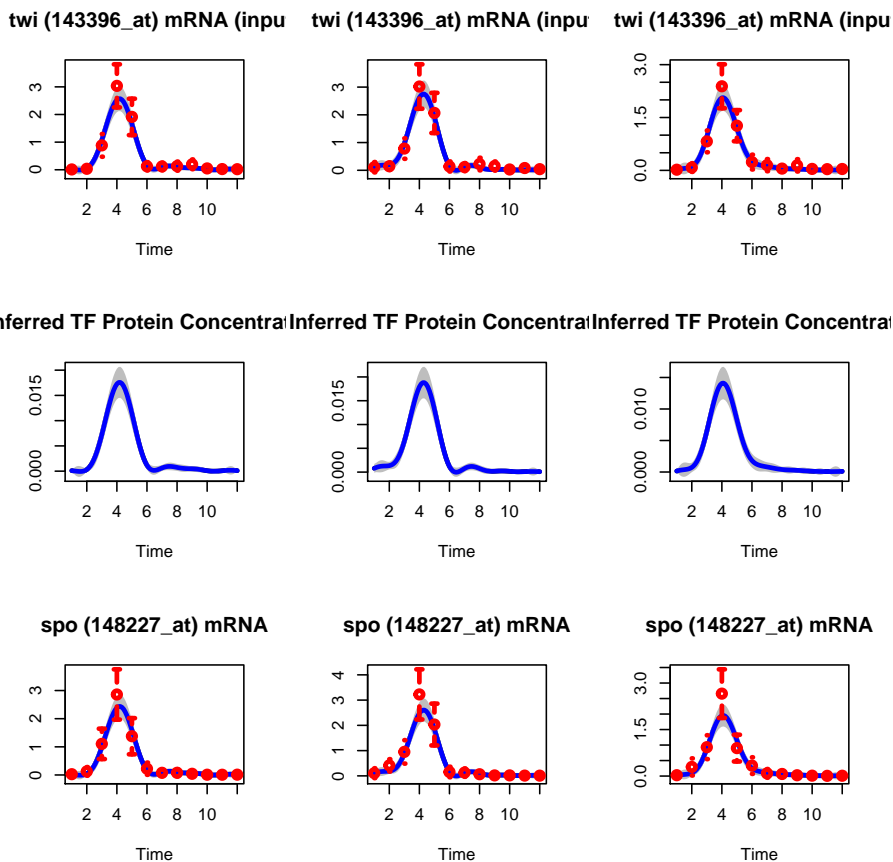 twi (143396_at) mRNA (inpu twi (143396_at) mRNA (inpu twi (143396_at) mRNA (inpu
0 1 2 3
2 4 6 8 10
Time
0 1 2 3
2 4 6 8 10
Time
0.0 1.5 3.0
2 4 6 8 10
Time
nferred TF Protein Concentrat Inferred TF Protein Concentrat Inferred TF Protein Concentrat
0.000 0.015
2 4 6 8 10
Time
0.000 0.015
2 4 6 8 10
Time
0.000 0.010
2 4 6 8 10
Time
spo (148227_at) mRNA spo (148227_at) mRNA spo (148227_at) mRNA
0 1 2 3
2 4 6 8 10
Time
0 1 2 3 4
2 4 6 8 10
Time
0.0 1.5 3.0
2 4 6 8 10
Time